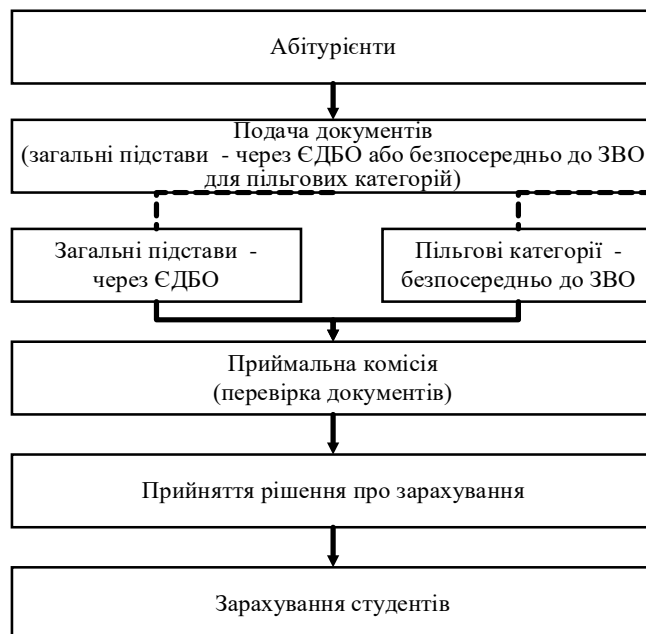 Абітурієнти
Подача документів
(загальні підстави - через ЄДБО або безпосередньо до ЗВО
для пільгових категорій)
Загальні підстави -
через ЄДБО
Пільгові категорії -
безпосередньо до ЗВО
Приймальна комісія
(перевірка документів)
Прийняття рішення про зарахування
Зарахування студентів